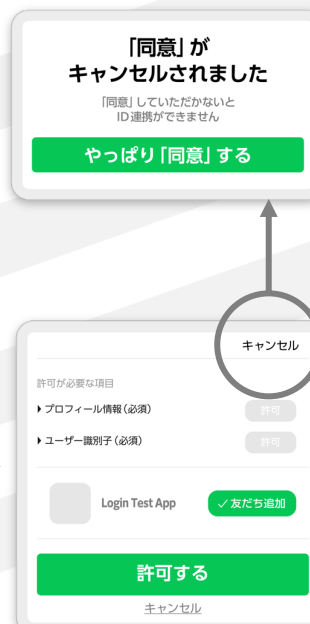 「同意」が
キャンセルされました
「同意」していただかないと
ID連携ができません
やっぱり「同意」する
キャンセル
許可が必要な項目
プロフィール情報(必須)
許可
ユーザー識別子(必須)
許可
Login Test App
友だち追加
許可する
キャンセル